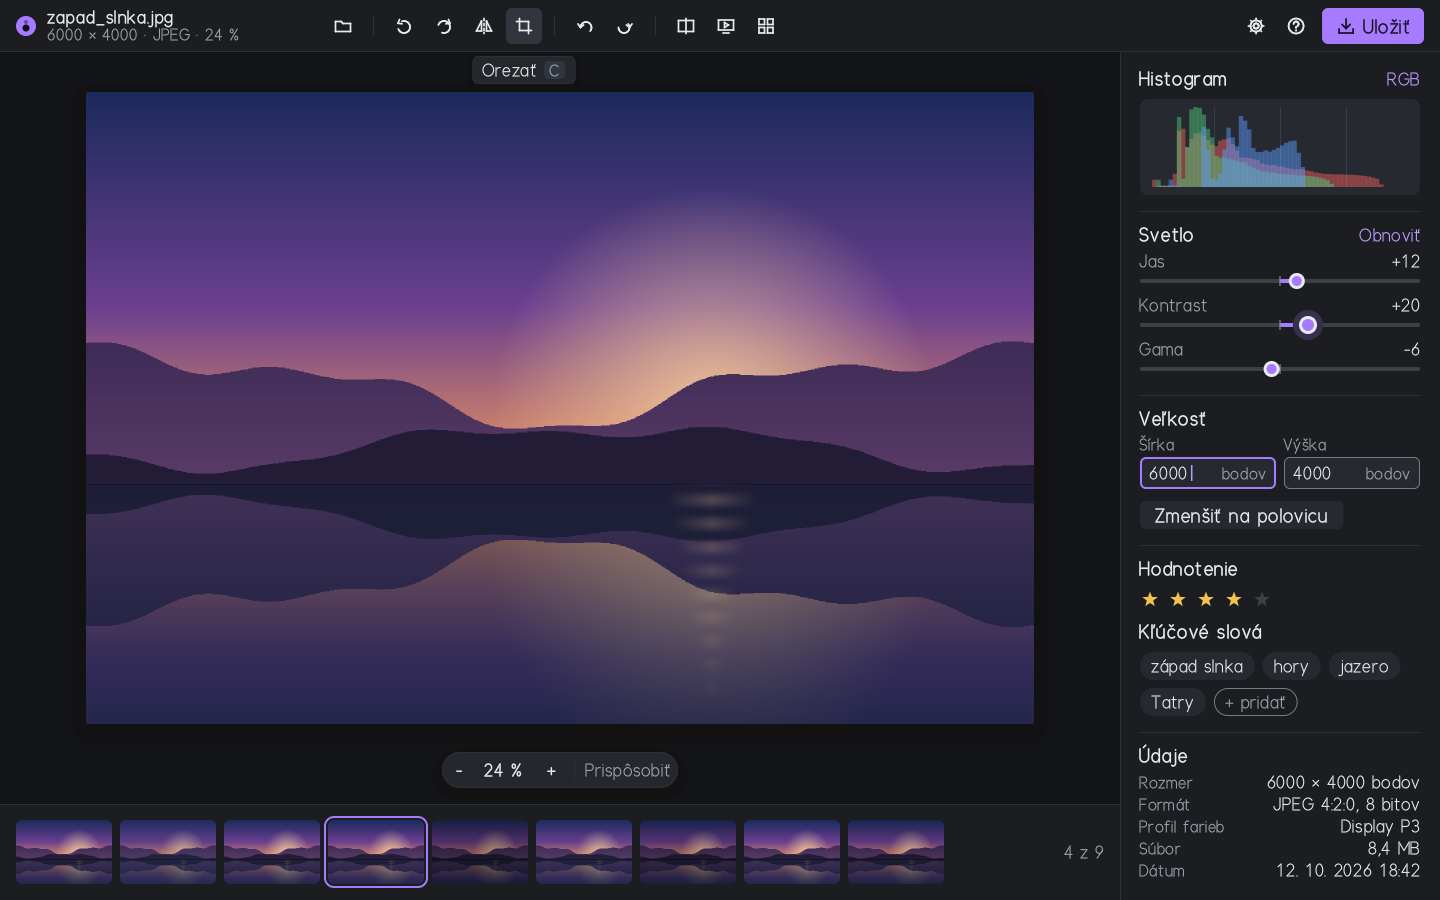 zapad_slnka.jpg
6000 × 4000 · JPEG · 24 %
Uložiť
Orezať C
Histogram RGB
Svetlo Obnoviť
Jas +12
Kontrast +20
Gama -6
Veľkosť
Šírka Výška
6000 bodov 4000 bodov
Zmenšiť na polovicu
Hodnotenie
Kľúčové slová
západ slnka hory jazero
Tatry + pridať
Údaje
Rozmer 6000 × 4000 bodov
Formát JPEG 4:2:0, 8 bitov
Profil farieb Display P3
Súbor 8,4 MB
Dátum 12. 10. 2026 18:42
- 24 % + Prispôsobiť
4 z 9